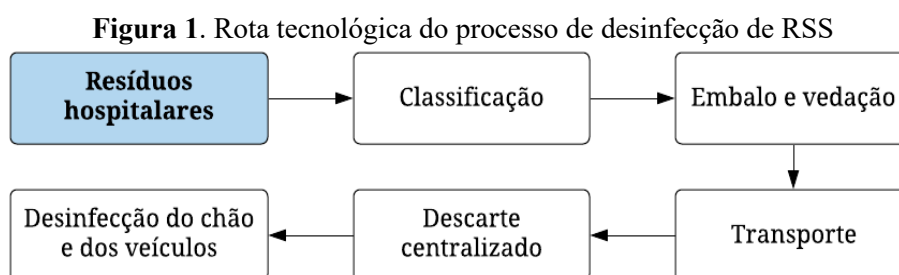 Figura 1. Rota tecnológica do processo de desinfecção de RSS
Resíduos
hospitalares
Classificação
Embalo e vedação
Transporte
Descarte
centralizado
Desinfecção do chão
e dos veículos